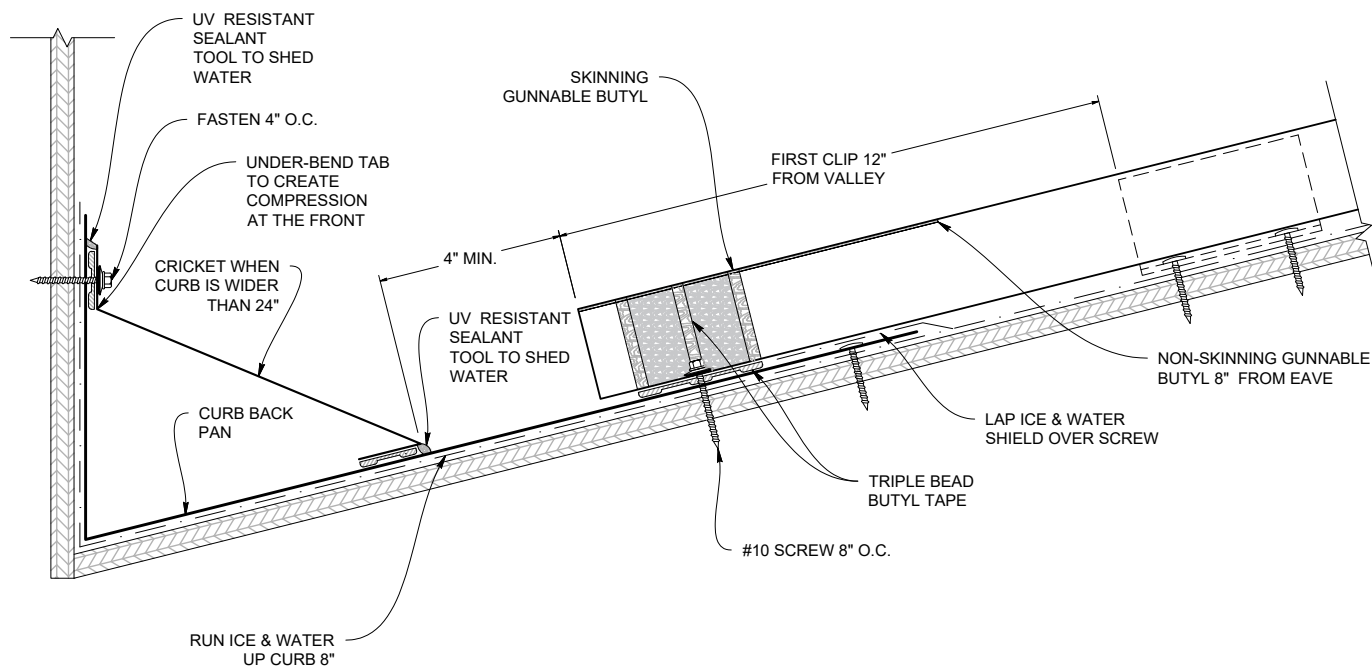 UV RESISTANT
SEALANT
TOOL TO SHED
WATER
FASTEN 4" O.C.
UNDER-BEND TAB
TO CREATE
COMPRESSION
AT THE FRONT
CRICKET WHEN
CURB IS WIDER
THAN 24"
CURB BACK
PAN
RUN ICE & WATER
UP CURB 8"
4" MIN.
UV RESISTANT
SEALANT
TOOL TO SHED
WATER
SKINNING
GUNNABLE BUTYL
FIRST CLIP 12"
FROM VALLEY
NON-SKINNING GUNNABLE
BUTYL 8" FROM EAVE
LAP ICE & WATER
SHIELD OVER SCREW
TRIPLE BEAD
BUTYL TAPE
#10 SCREW 8" O.C.